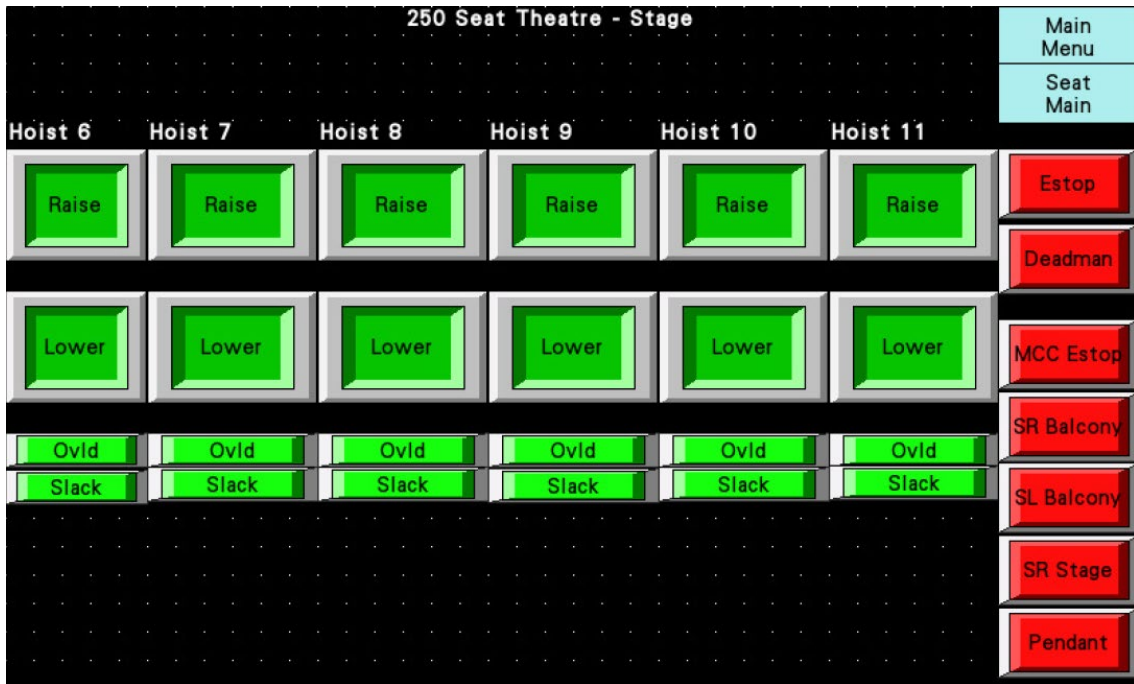 250 Seat Theatre - Stage
Main
Menu
Seat
Main
Hoist 6 Hoist 7 Hoist 8 Hoist 9 Hoist 10 Hoist 11
Raise Raise Raise Raise Raise Raise
Lower Lower Lower Lower Lower Lower
Ovld Ovld Ovld Ovld Ovld Ovld
Slack Slack Slack Slack Slack Slack
Estop
Deadman
MCC Estop
SR Balcony
SL Balcony
SR Stage
Pendant